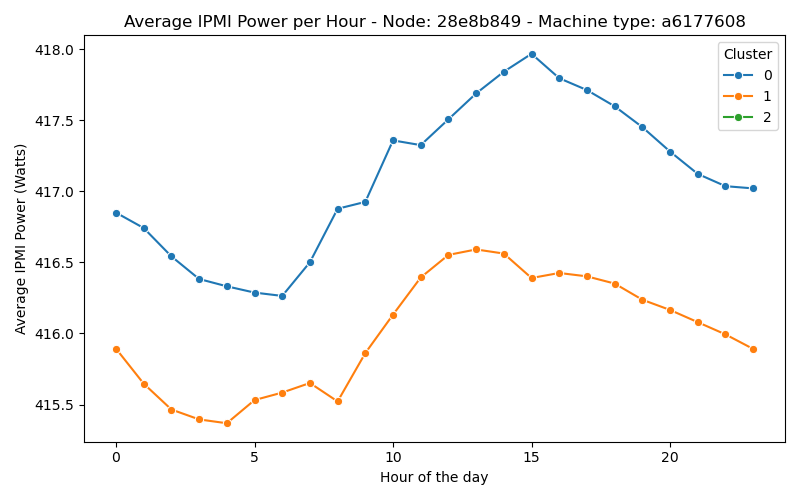 Average IPMI Power per Hour - Node: 28e8b849 - Machine type: a6177608
Cluster
0
1
2
418.0
417.5
417.0
416.5
416.0
415.5
Average IPMI Power (Watts)
0 5 10 15 20
Hour of the day